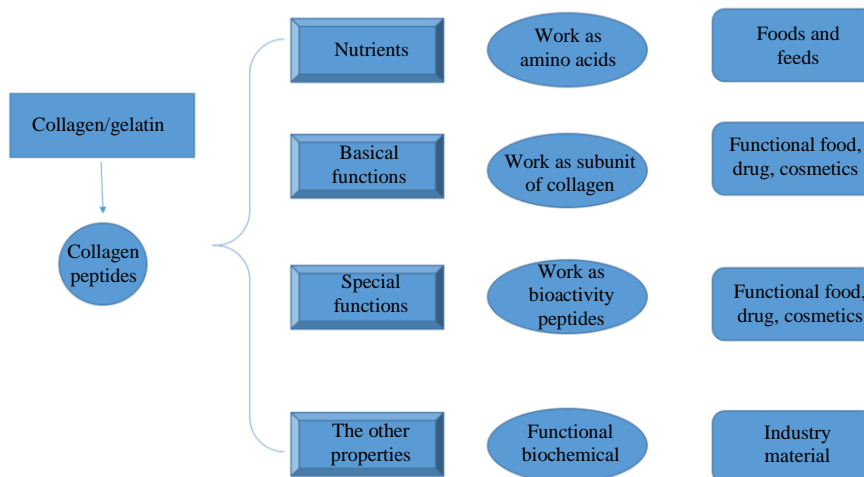 Collagen/gelatin
Collagen
peptides
Nutrients
Work as
amino acids
Foods and
feeds
Basical
functions
Work as subunit
of collagen
Functional food,
drug, cosmetics
Special
functions
Work as
bioactivity
peptides
Functional food,
drug, cosmetics
The other
properties
Functional
biochemical
Industry
material